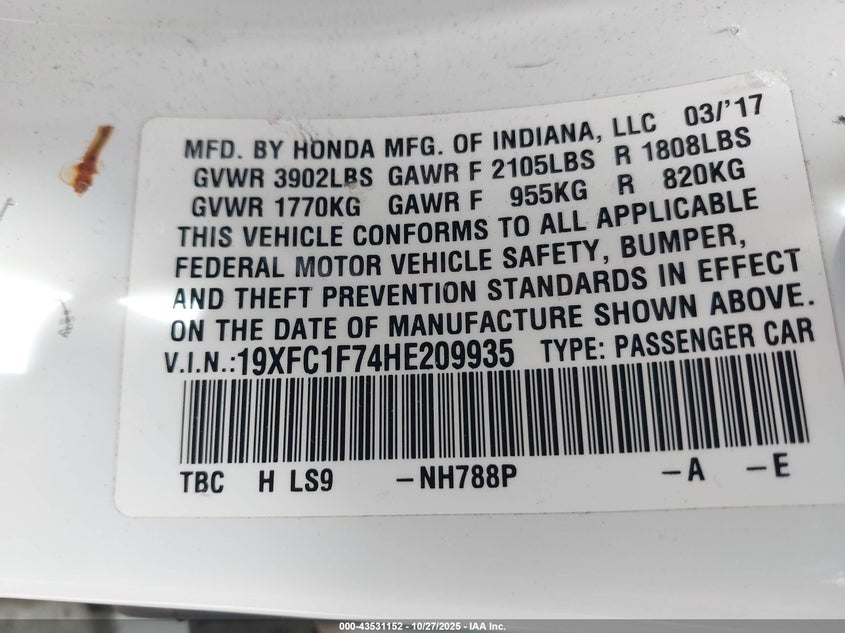 MFD. BY HONDA MFG. OF INDIANA, LLC 03/'17
GVWR 3902LBS GAWR F 2105LBS R 1808LBS
GVWR 1770KG GAWR F 955KG R 820KG
THIS VEHICLE CONFORMS TO ALL APPLICABLE
FEDERAL MOTOR VEHICLE SAFETY, BUMPER,
AND THEFT PREVENTION STANDARDS IN EFFECT
ON THE DATE OF MANUFACTURE SHOWN ABOVE.
V.I.N.:19XFC1F74HE209935 TYPE: PASSENGER CAR
TBC H LS9 -NH788P -A -E
000-43531152 - 10/27/2025 - IAA Inc.